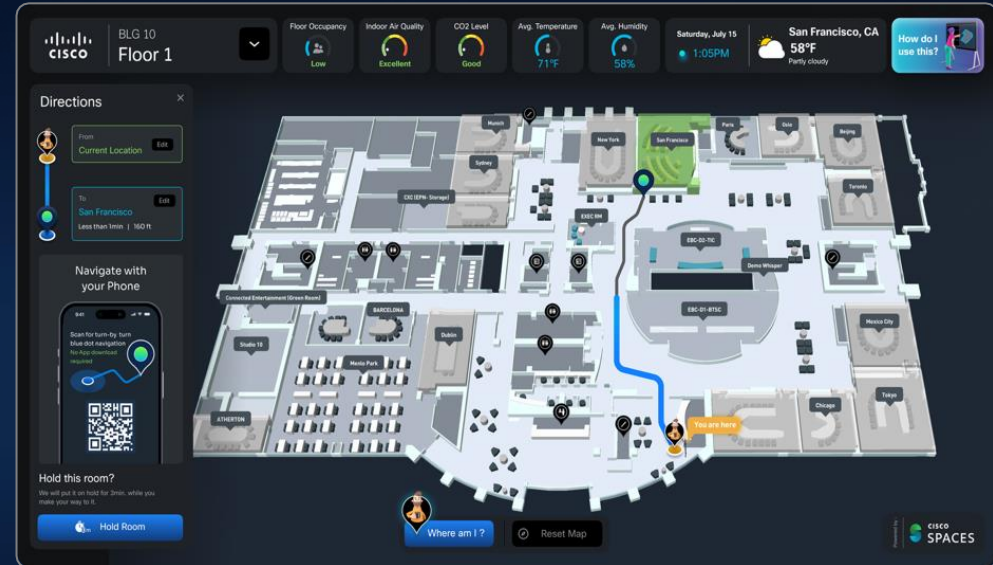 CISCO
BLG 10
Floor 1
Floor Occupancy
Low
Indoor Air Quality
Excellent
CO2 Level
Good
Avg. Temperature
71°F
Avg. Humidity
58%
Saturday, July 15
1:05PM
San Francisco, CA
58°F
Partly cloudy
How do I
use this?
Directions
From
Current Location
Edit
To
San Francisco
Edit
Less than 1min | 160 ft
Navigate with
your Phone
9:41
Scan for turn-by turn
blue dot navigation
No App download
required
Hold this room?
We will put it on hold for 3min, while you
make your way to it.
Hold Room
Munich
Sydney
New York
San Francisco
Paris
Oslo
Beijing
Toronto
EXEC RM
EBC-D2-TIC
Demo Whisper
EBC-D1-BTSC
Connected Entertainment (Green Room)
BARCELONA
Studio 10
Dublin
Menlo Park
ATHERTON
Mexico City
Tokyo
Chicago
You are here
Where am I ?
Reset Map
Powered by
CISCO
SPACES